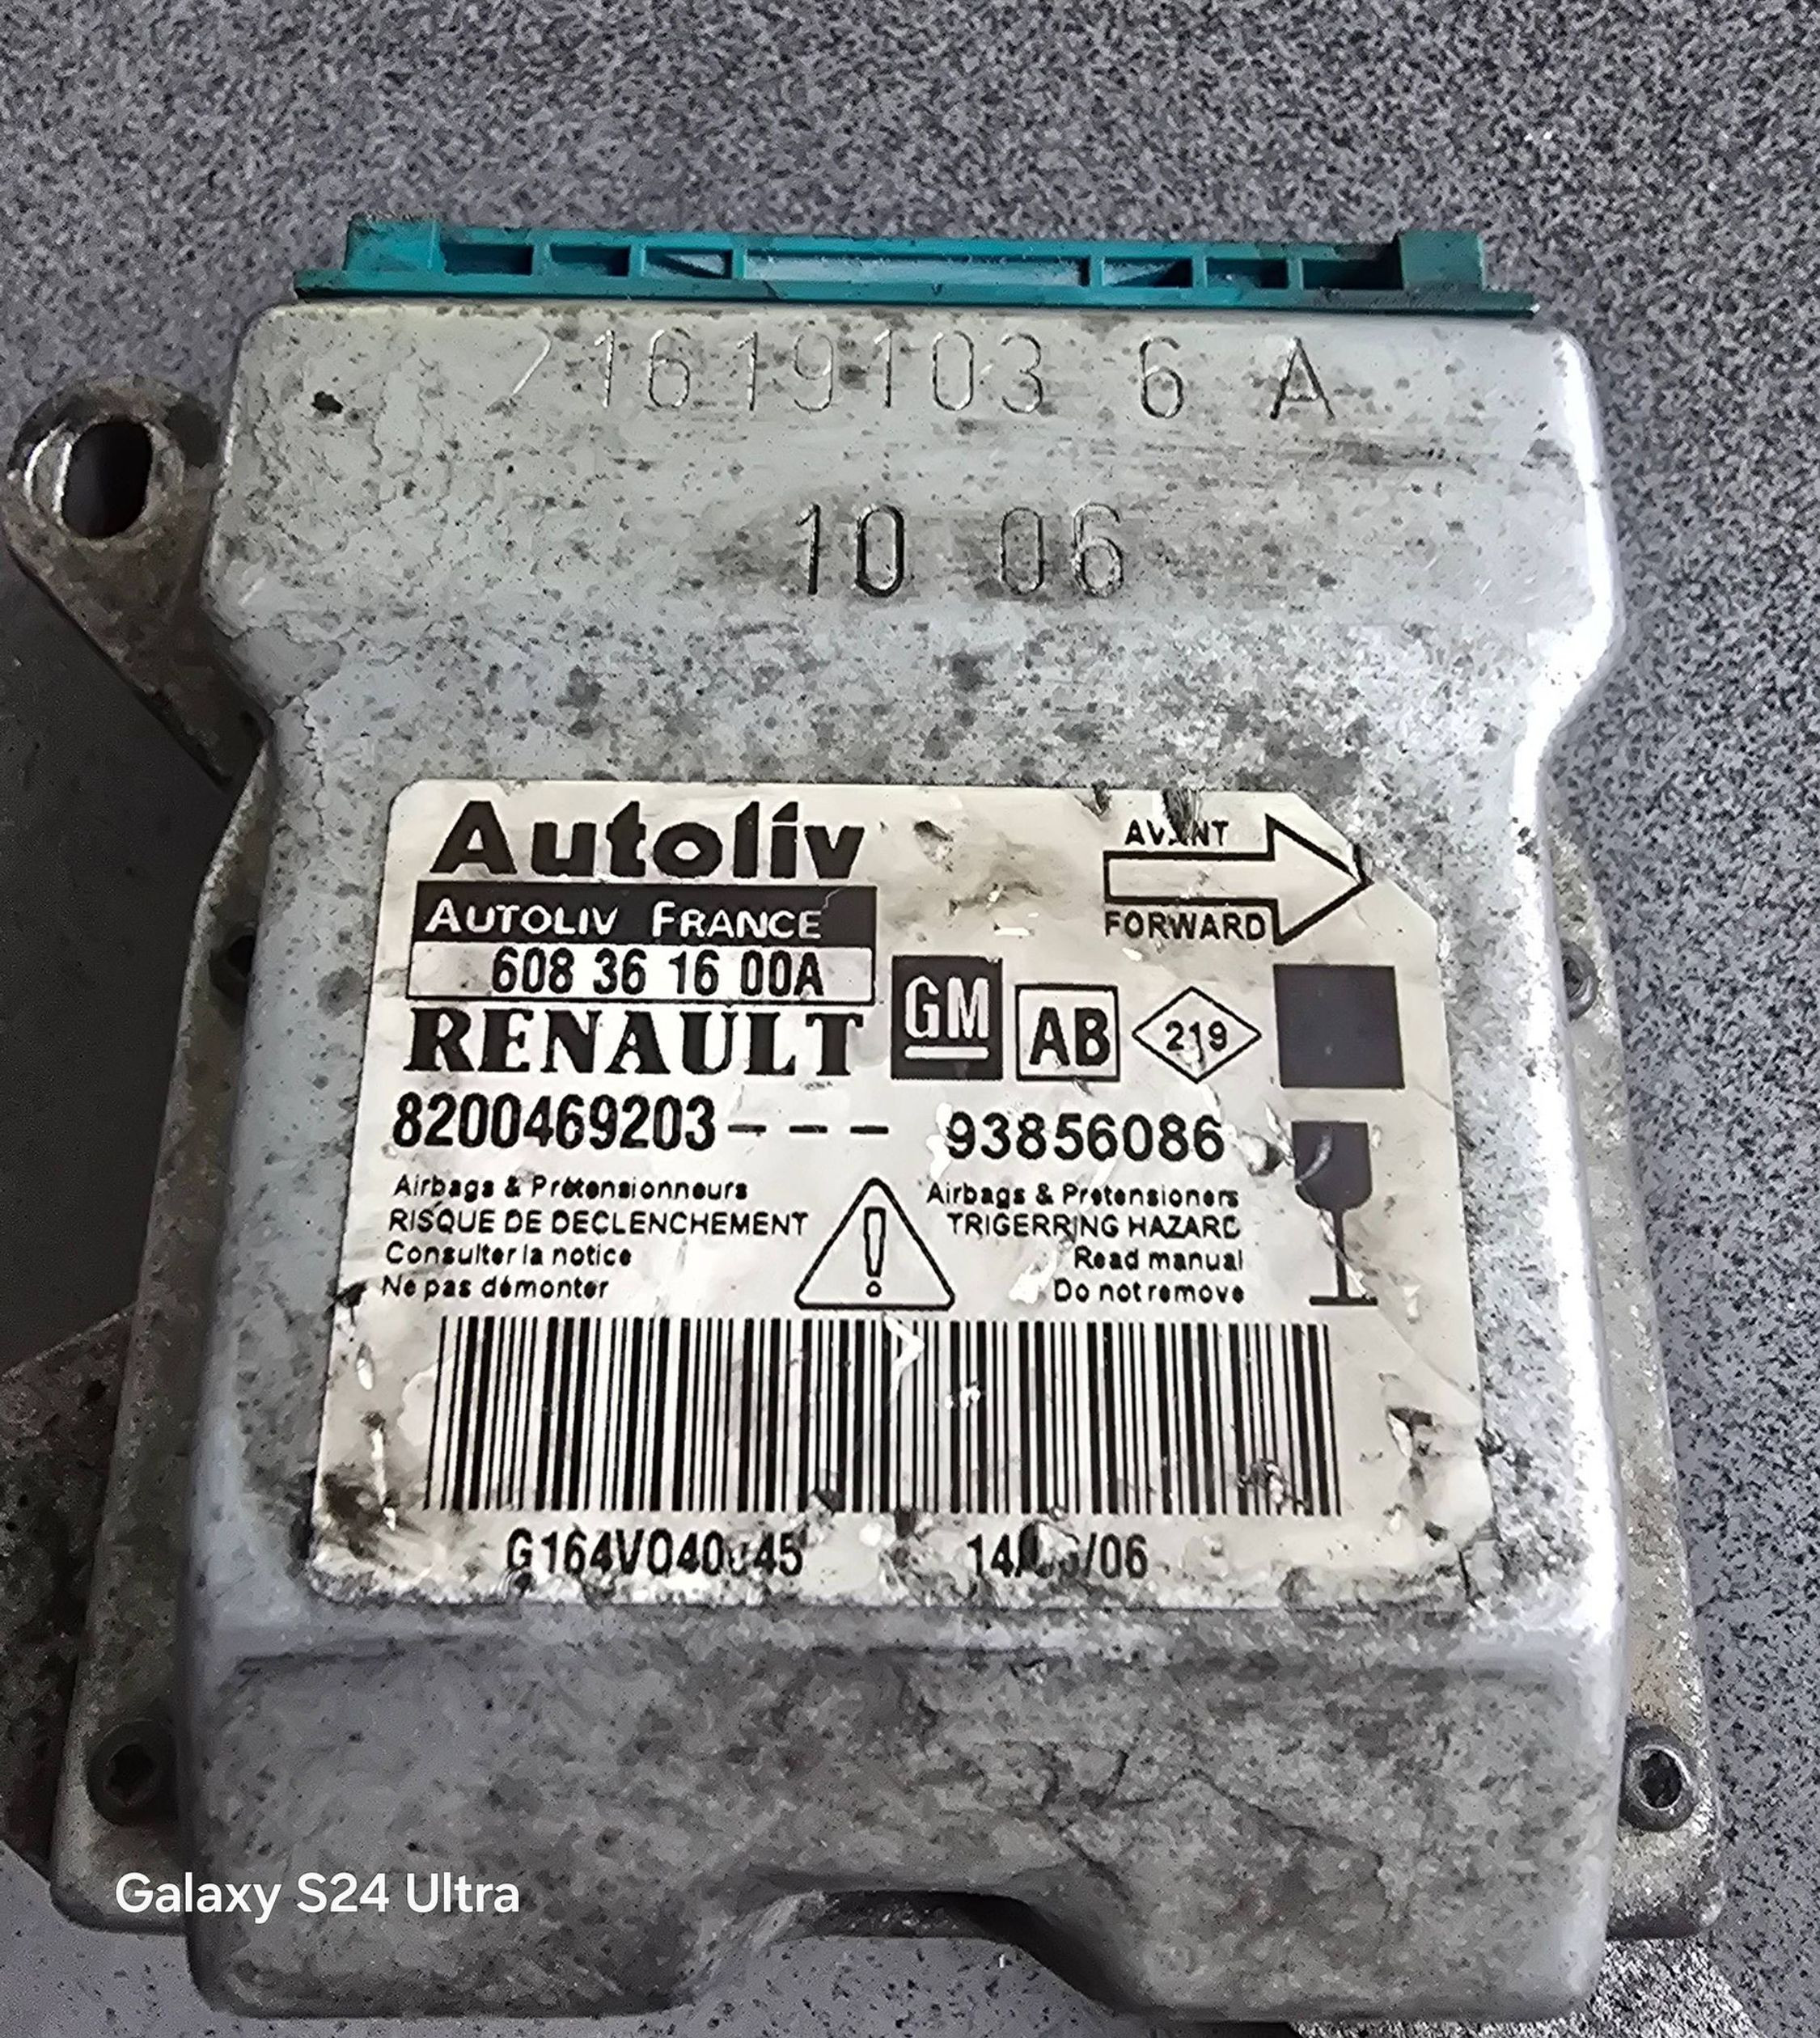 1619103 6 A
10 06
Autoliv
AUTOLIV FRANCE
608 36 16 00A
AVANT
FORWARD
RENAULT GM AB 219
8200469203--- 93856086
Airbags & Prétensionneurs
RISQUE DE DECLENCHEMENT
Consulter la notice
Ne pas démonter
Airbags & Pretensioners
TRIGERRING HAZARD
Read manual
Do not remove
Galaxy S24 Ultra